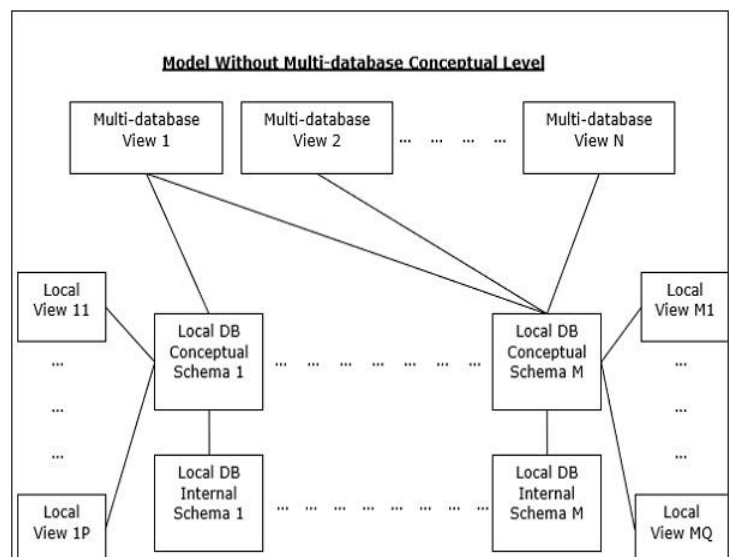 Model Without Multi-database Conceptual Level
Multi-database
View 1
Multi-database
View 2
... ... ... ...
Multi-database
View N
Local
View 11
Local DB
Conceptual
Schema 1
... ... ... ... ... ... ...
Local DB
Conceptual
Schema M
Local
View M1
...
...
...
...
...
...
Local DB
Internal
Schema 1
... ... ... ... ... ... ... ...
Local DB
Internal
Schema M
Local
View 1P
Local
View MQ